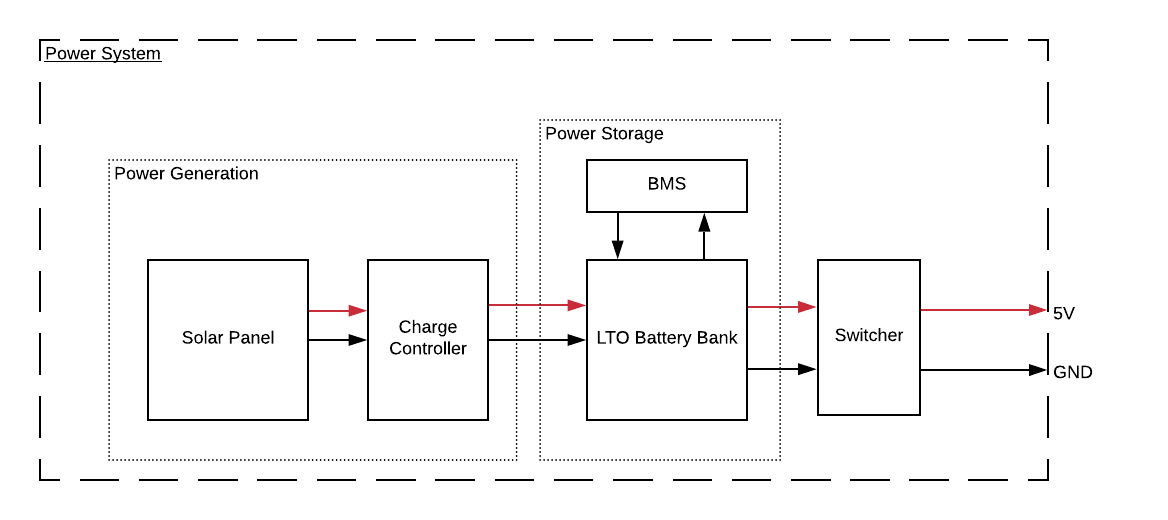 Power System
Power Storage
Power Generation
BMS
Solar Panel
Charge
Controller
LTO Battery Bank
Switcher
5V
GND